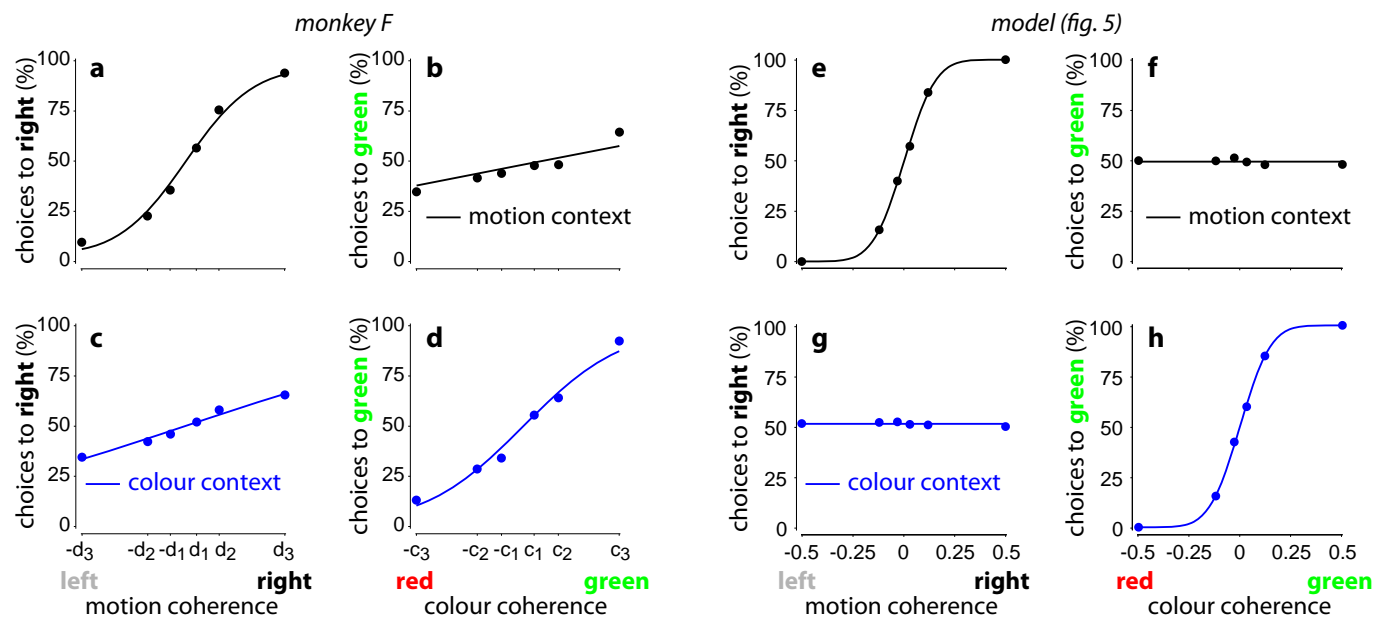 monkey F
model (fig. 5)
a
choices to right (%)
100
75
50
25
0
b
choices to green (%)
100
75
50
25
0
motion context
e
choice to right (%)
100
75
50
25
0
f
choices to green (%)
100
75
50
25
0
motion context
c
choices to right (%)
100
75
50
25
0
colour context
-d3 -d2 -d1 d1 d2 d3
left right
motion coherence
d
choices to green (%)
100
75
50
25
0
-c3 -c2 -c1 c1 c2 c3
red green
colour coherence
g
choices to right (%)
100
75
50
25
0
colour context
-0.5 -0.25 0 0.25 0.5
left right
motion coherence
h
choices to green (%)
100
75
50
25
0
-0.5 -0.25 0 0.25 0.5
red green
colour coherence